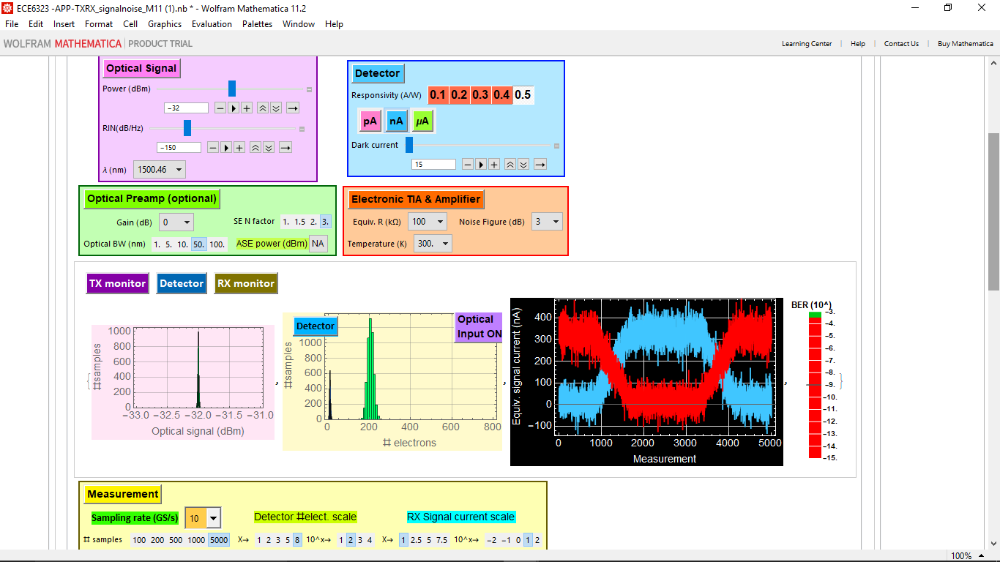 ECE6323 -APP-TXRX_signalnoise_M11 (1).nb * - Wolfram Mathematica 11.2
File Edit Insert Format Cell Graphics Evaluation Palettes Window Help
WOLFRAM MATHEMATICA | PRODUCT TRIAL
Learning Center | Help | Contact Us | Buy Mathematica
Optical Signal
Power (dBm)
-32
RIN(dB/Hz)
-150
λ (nm) 1500.46
Detector
Responsivity (A/W) 0.1 0.2 0.3 0.4 0.5
pA nA μA
Dark current
15
Optical Preamp (optional)
Gain (dB) 0 SE N factor 1. 1.5 2. 3.
Optical BW (nm) 1. 5. 10. 50. 100. ASE power (dBm) NA
Electronic TIA & Amplifier
Equiv. R (kΩ) 100 Noise Figure (dB) 3
Temperature (K) 300.
TX monitor Detector RX monitor
{
#samples
1000
800
600
400
200
0
-33.0 -32.5 -32.0 -31.5 -31.0
Optical signal (dBm)
,
Detector
Optical
Input ON
#samples
1000
800
600
400
200
0
0 200 400 600 800
# electrons
,
Equiv. signal current (nA)
400
300
200
100
0
-100
0 1000 2000 3000 4000 5000
Measurement
,
BER (10^)
-3.
-4.
-5.
-6.
-7.
-8.
-9.
-10.
-11.
-12.
-13.
-14.
-15.
}
Measurement
Sampling rate (GS/s) 10 Detector #elect. scale RX Signal current scale
# samples 100 200 500 1000 5000 X→ 1 2 3 5 8 10^x→ 1 2 3 4 X→ 1 2.5 5 7.5 10^x→ -2 -1 0 1 2
100%